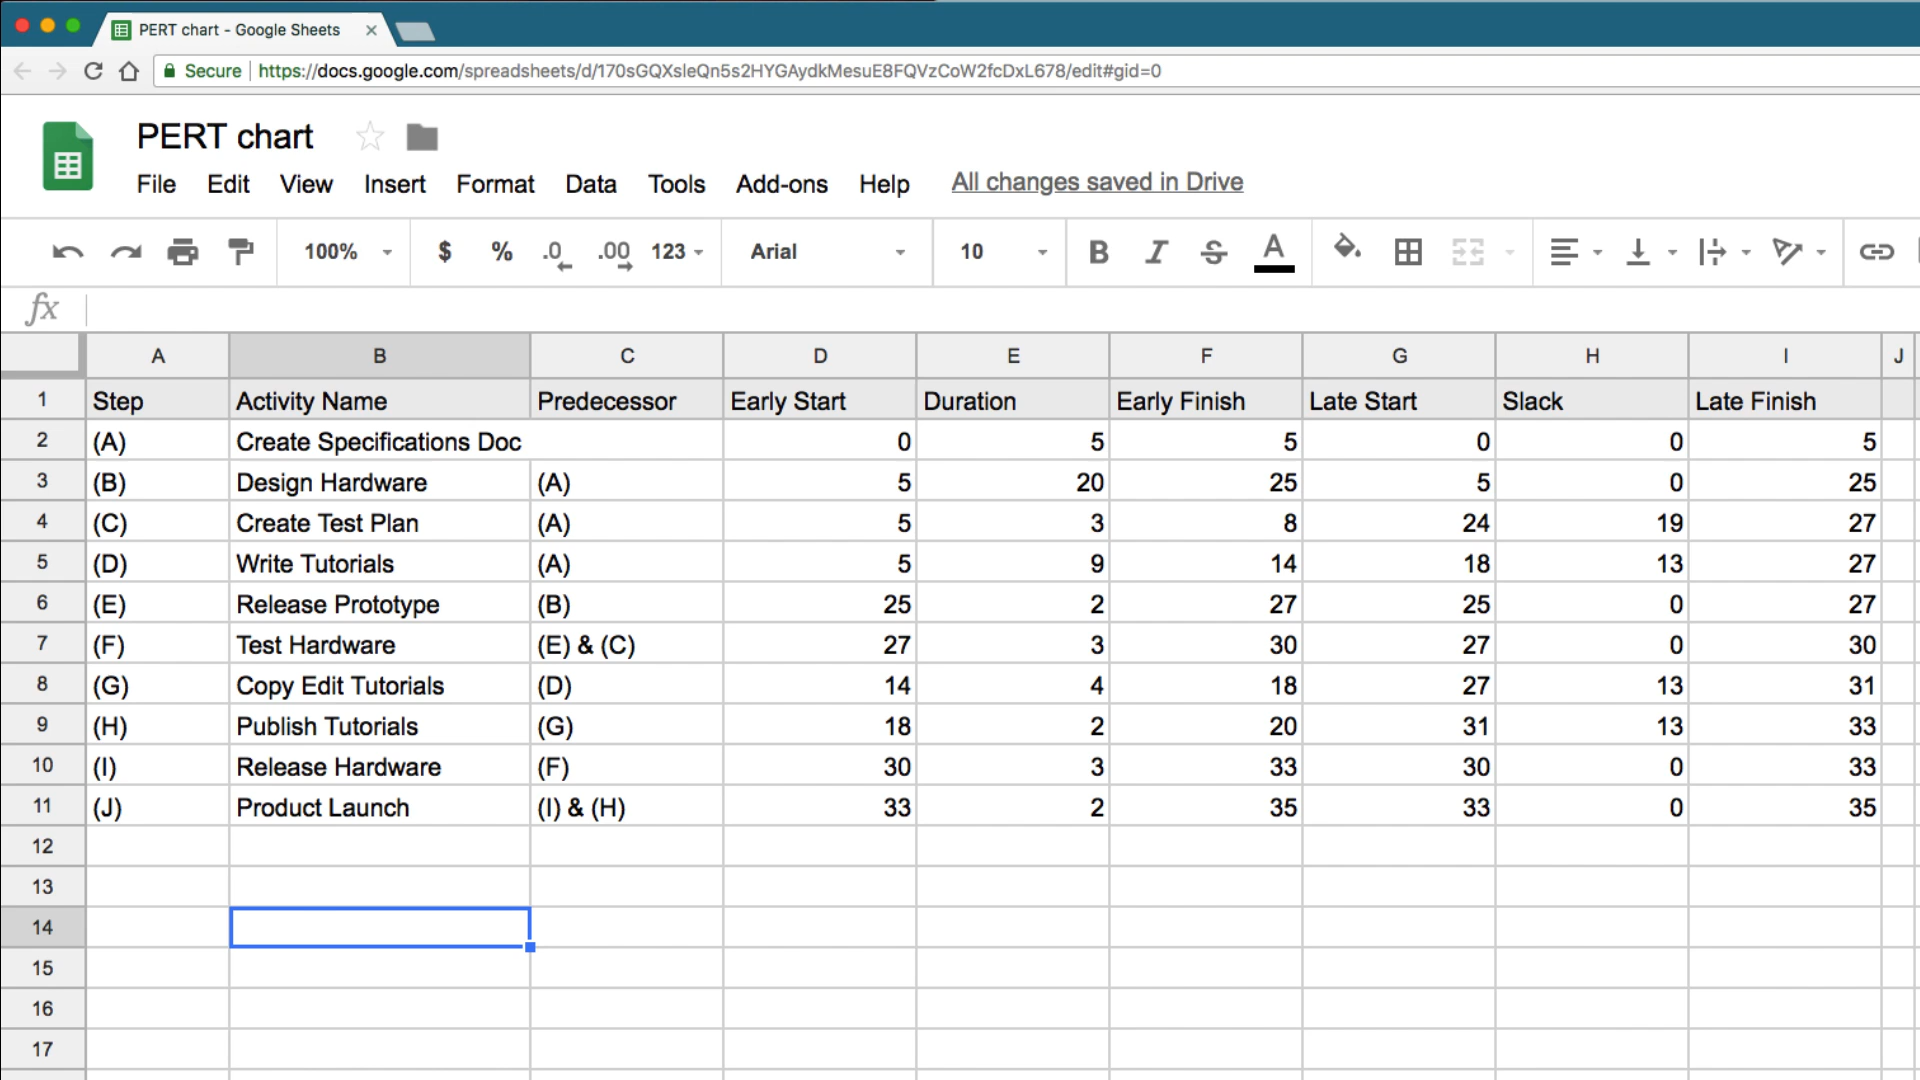 PERT chart - Google Sheets
Secure https://docs.google.com/spreadsheets/d/170sGQXsleQn5s2HYGAydkMesuE8FQVzCoW2fcDxL678/edit#gid=0
PERT chart
File Edit View Insert Format Data Tools Add-ons Help All changes saved in Drive
100% $ % .0 .00 123 Arial 10 B I S A
fx
A B C D E F G H I J
1 Step Activity Name Predecessor Early Start Duration Early Finish Late Start Slack Late Finish
2 (A) Create Specifications Doc 0 5 5 0 0 5
3 (B) Design Hardware (A) 5 20 25 5 0 25
4 (C) Create Test Plan (A) 5 3 8 24 19 27
5 (D) Write Tutorials (A) 5 9 14 18 13 27
6 (E) Release Prototype (B) 25 2 27 25 0 27
7 (F) Test Hardware (E) & (C) 27 3 30 27 0 30
8 (G) Copy Edit Tutorials (D) 14 4 18 27 13 31
9 (H) Publish Tutorials (G) 18 2 20 31 13 33
10 (I) Release Hardware (F) 30 3 33 30 0 33
11 (J) Product Launch (I) & (H) 33 2 35 33 0 35
12
13
14
15
16
17